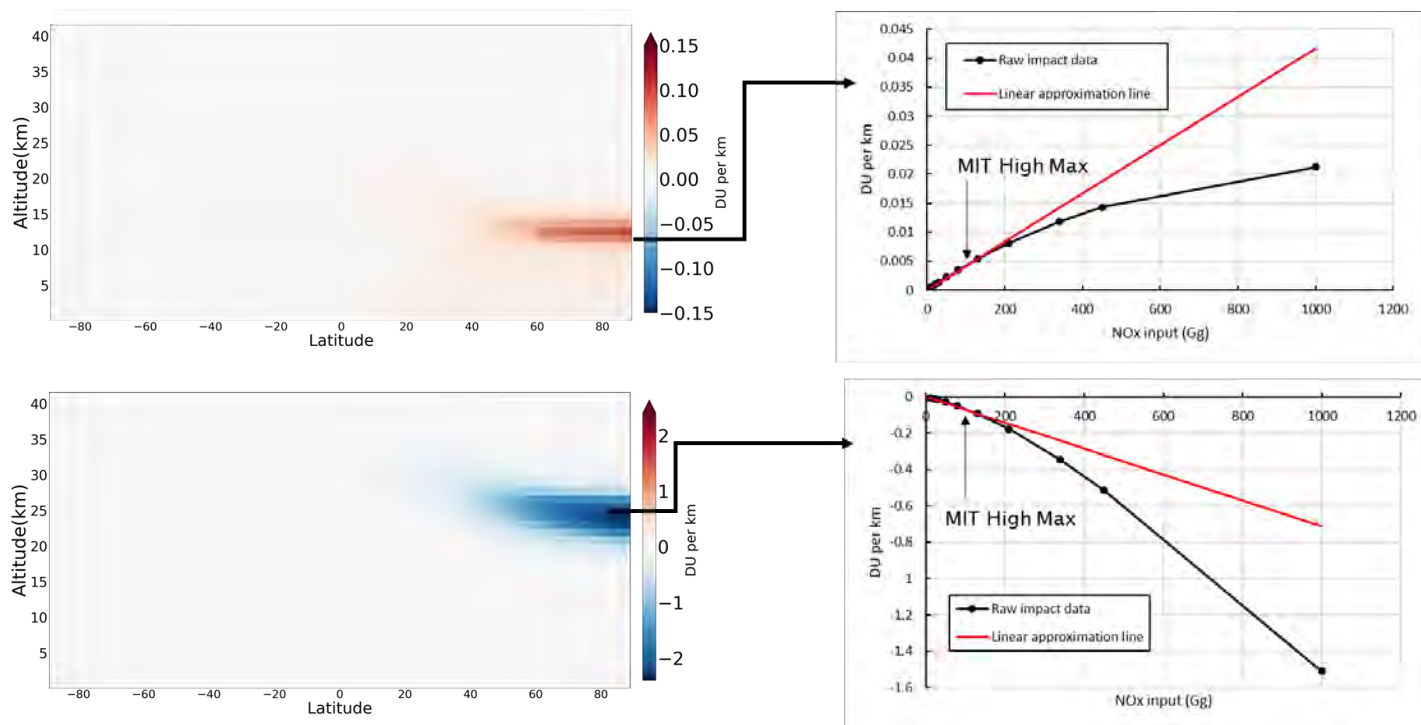 40
35
30
25
20
15
10
5
Altitude(km)
−80 −60 −40 −20 0 20 40 60 80
Latitude
0.15
0.10
0.05
0.00
−0.05
−0.10
−0.15
DU per km
0.045
0.04
0.035
0.03
0.025
0.02
0.015
0.01
0.005
0
DU per km
Raw impact data
Linear approximation line
MIT High Max
0 200 400 600 800 1000 1200
NOx input (Gg)
40
35
30
25
20
15
10
5
Altitude(km)
−80 −60 −40 −20 0 20 40 60 80
Latitude
2
1
0
−1
−2
DU per km
0
-0.2
-0.4
-0.6
-0.8
-1
-1.2
-1.4
-1.6
DU per km
0 200 400 600 800 1000 1200
MIT High Max
Raw impact data
Linear approximation line
NOx input (Gg)